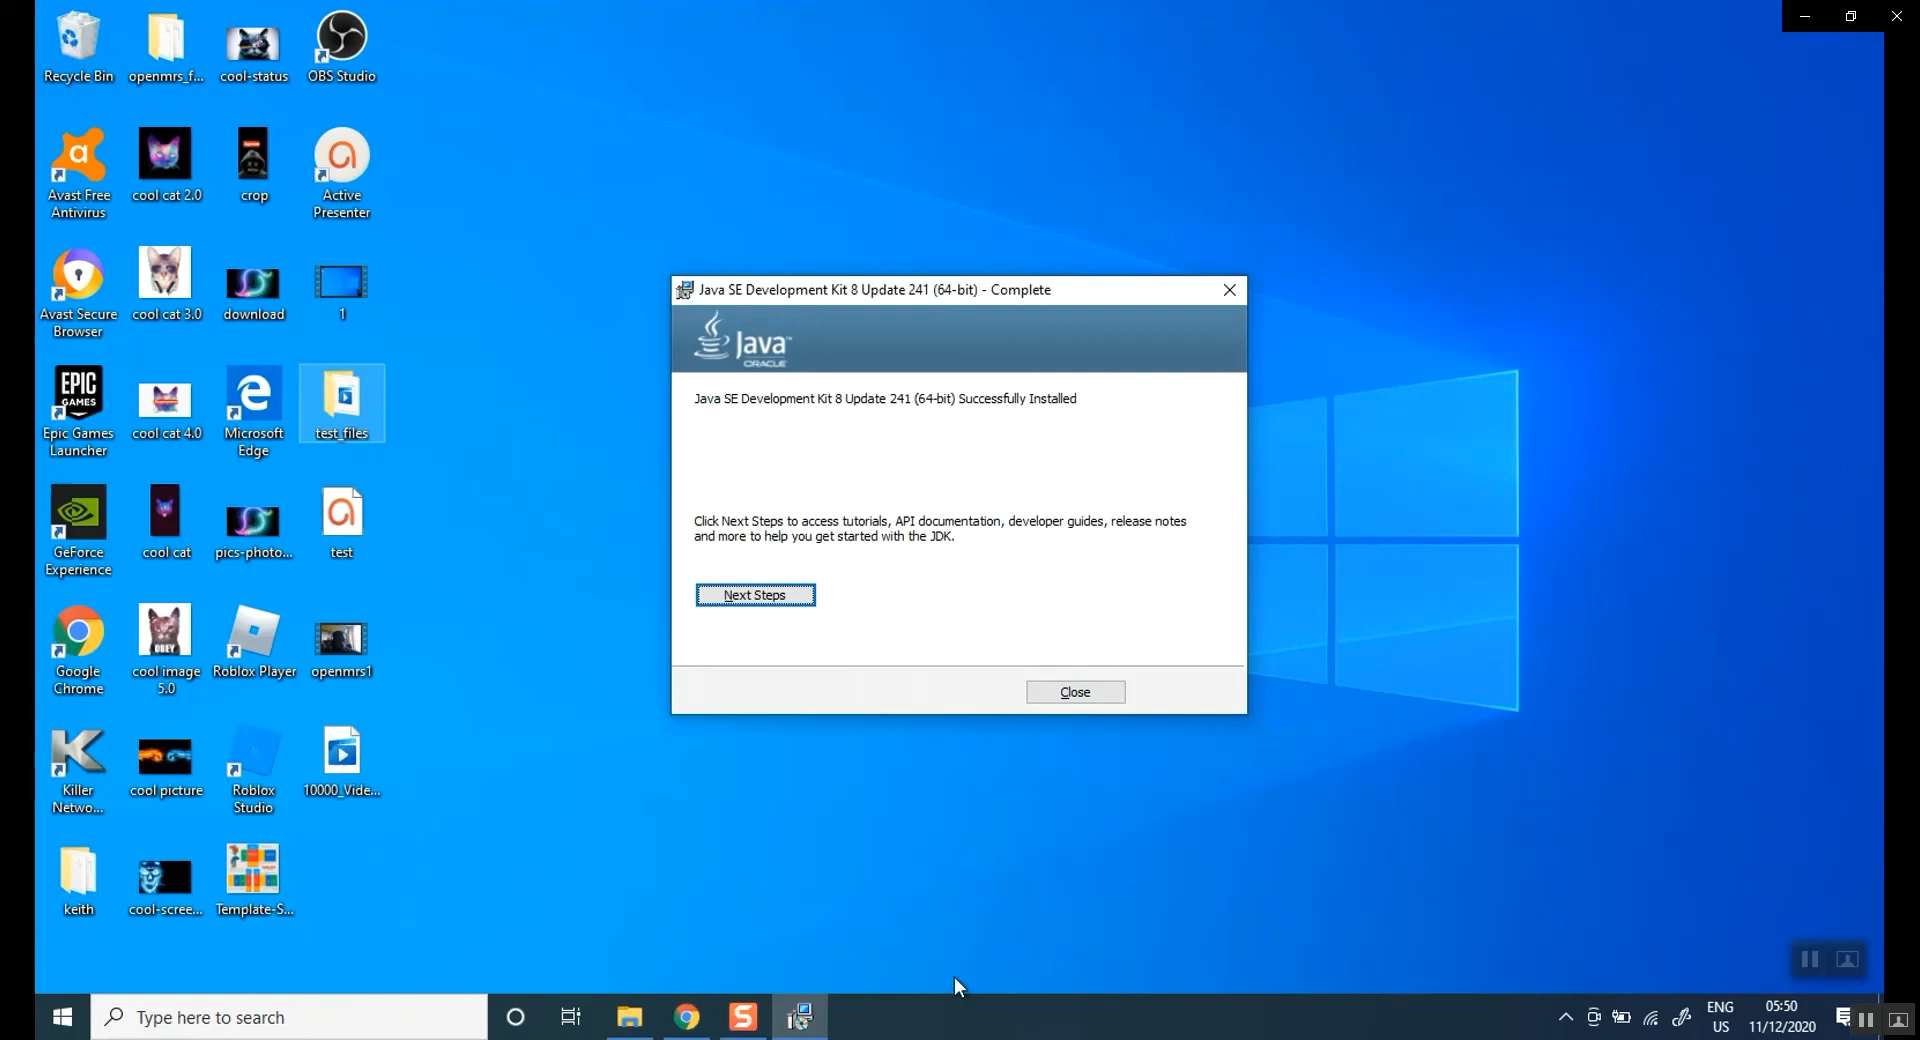 Recycle Bin
openmrs_f...
cool-status
OBS Studio
Avast Free
Antivirus
cool cat 2.0
crop
Active
Presenter
Avast Secure
Browser
cool cat 3.0
download
1
EPIC
GAMES
Epic Games
Launcher
cool cat 4.0
Microsoft
Edge
test_files
GeForce
Experience
cool cat
pics-photo...
test
Google
Chrome
OBEY
cool image
5.0
Roblox Player
openmrs1
Killer
Netwo...
cool picture
Roblox
Studio
10000_Vide...
keith
cool-scree...
Template-S...
Java SE Development Kit 8 Update 241 (64-bit) - Complete
Java™
ORACLE
Java SE Development Kit 8 Update 241 (64-bit) Successfully Installed
Click Next Steps to access tutorials, API documentation, developer guides, release notes
and more to help you get started with the JDK.
Next Steps
Close
Type here to search
ENG
US
05:50
11/12/2020